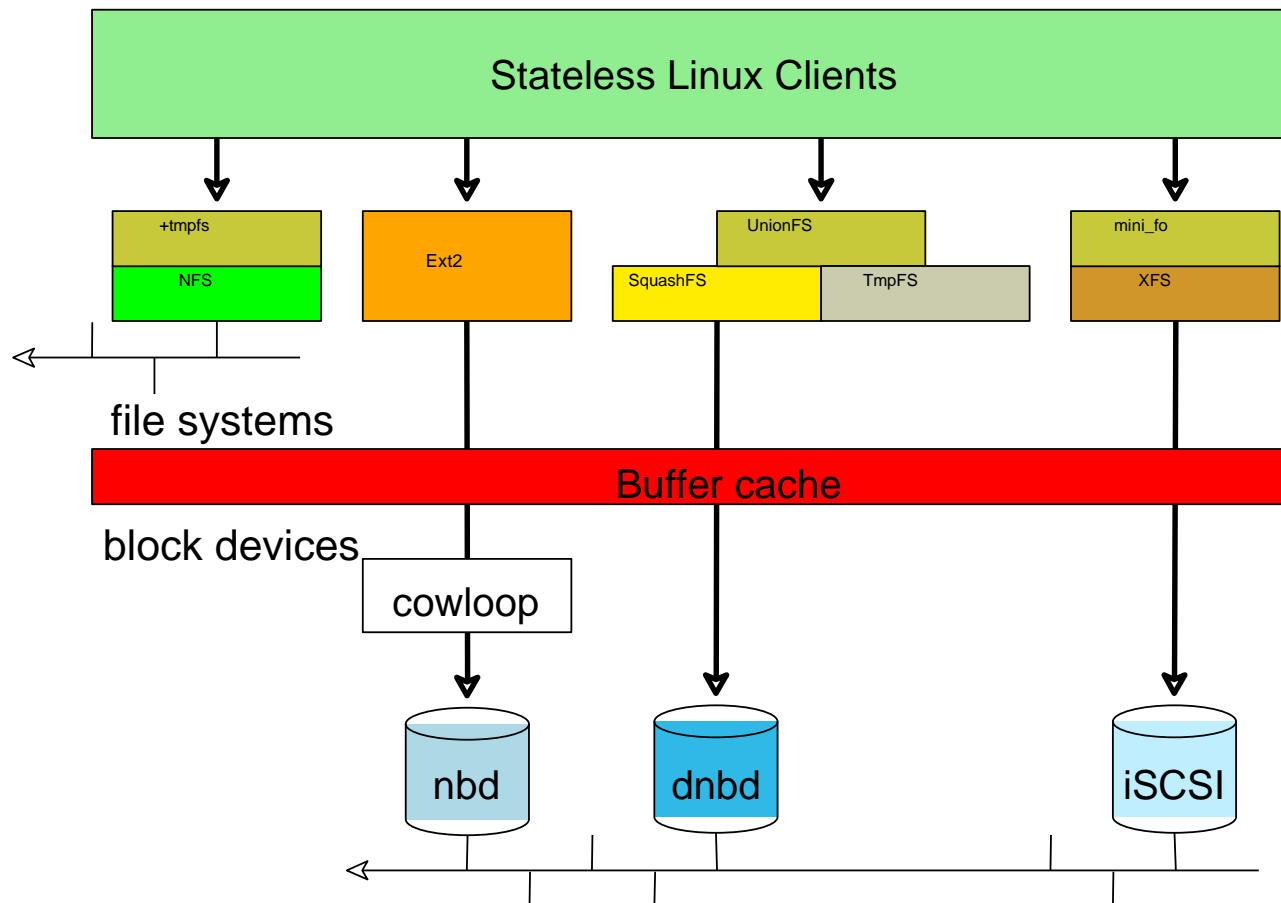 Stateless Linux Clients
+tmpfs
NFS
Ext2
UnionFS
SquashFS
TmpFS
mini_fo
XFS
file systems
Buffer cache
block devices
cowloop
nbd
dnbd
iSCSI